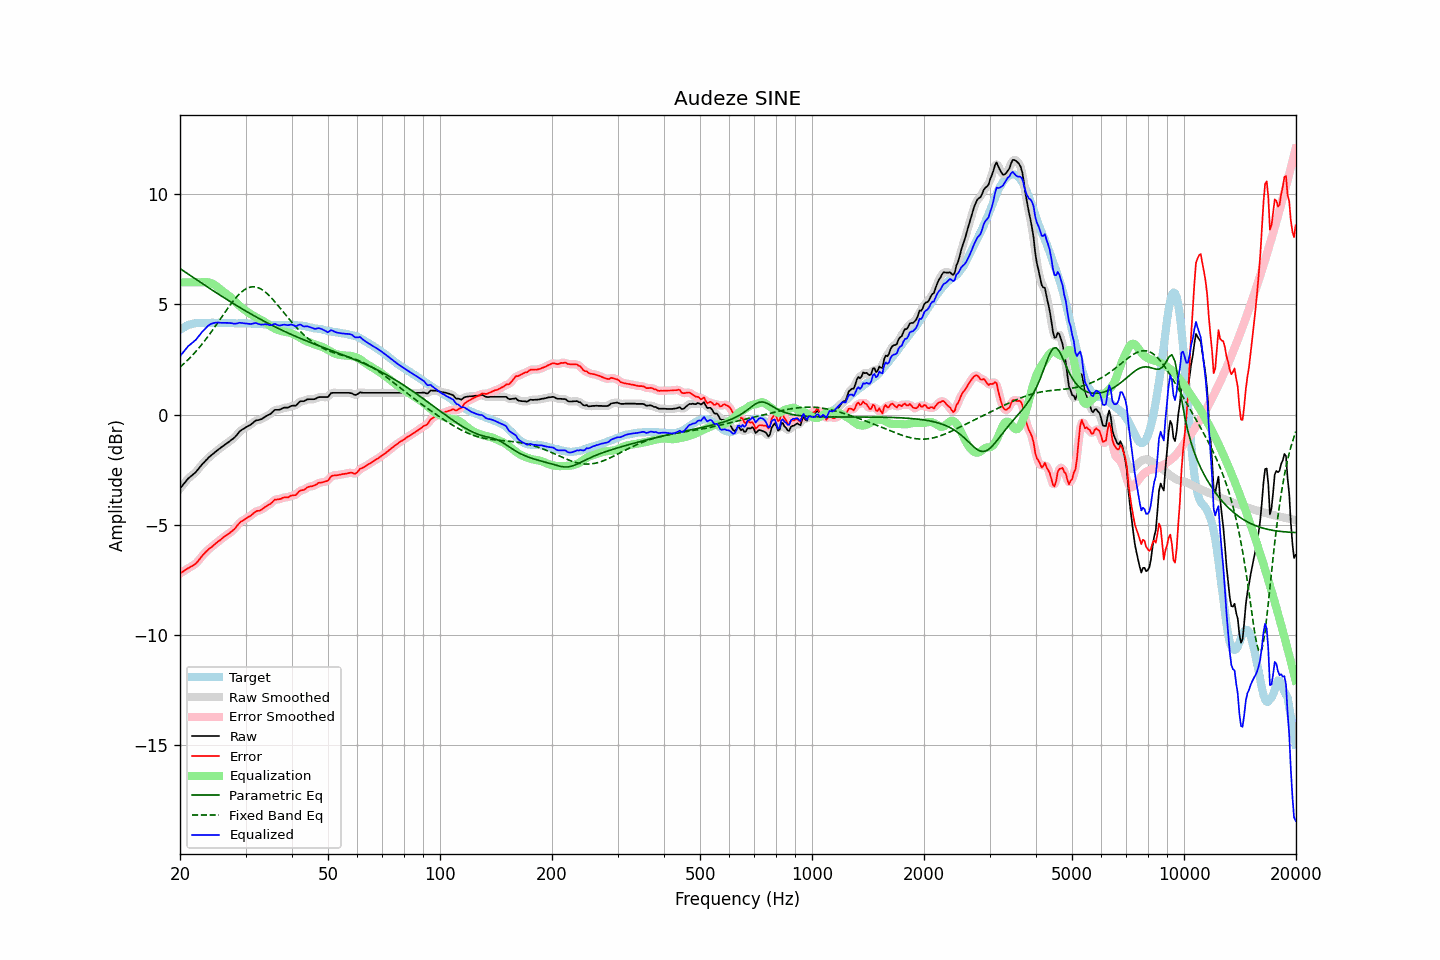 Audeze SINE
Amplitude (dBr)
10
5
0
−5
−10
−15
Target
Raw Smoothed
Error Smoothed
Raw
Error
Equalization
Parametric Eq
Fixed Band Eq
Equalized
20 50 100 200 500 1000 2000 5000 10000 20000
Frequency (Hz)